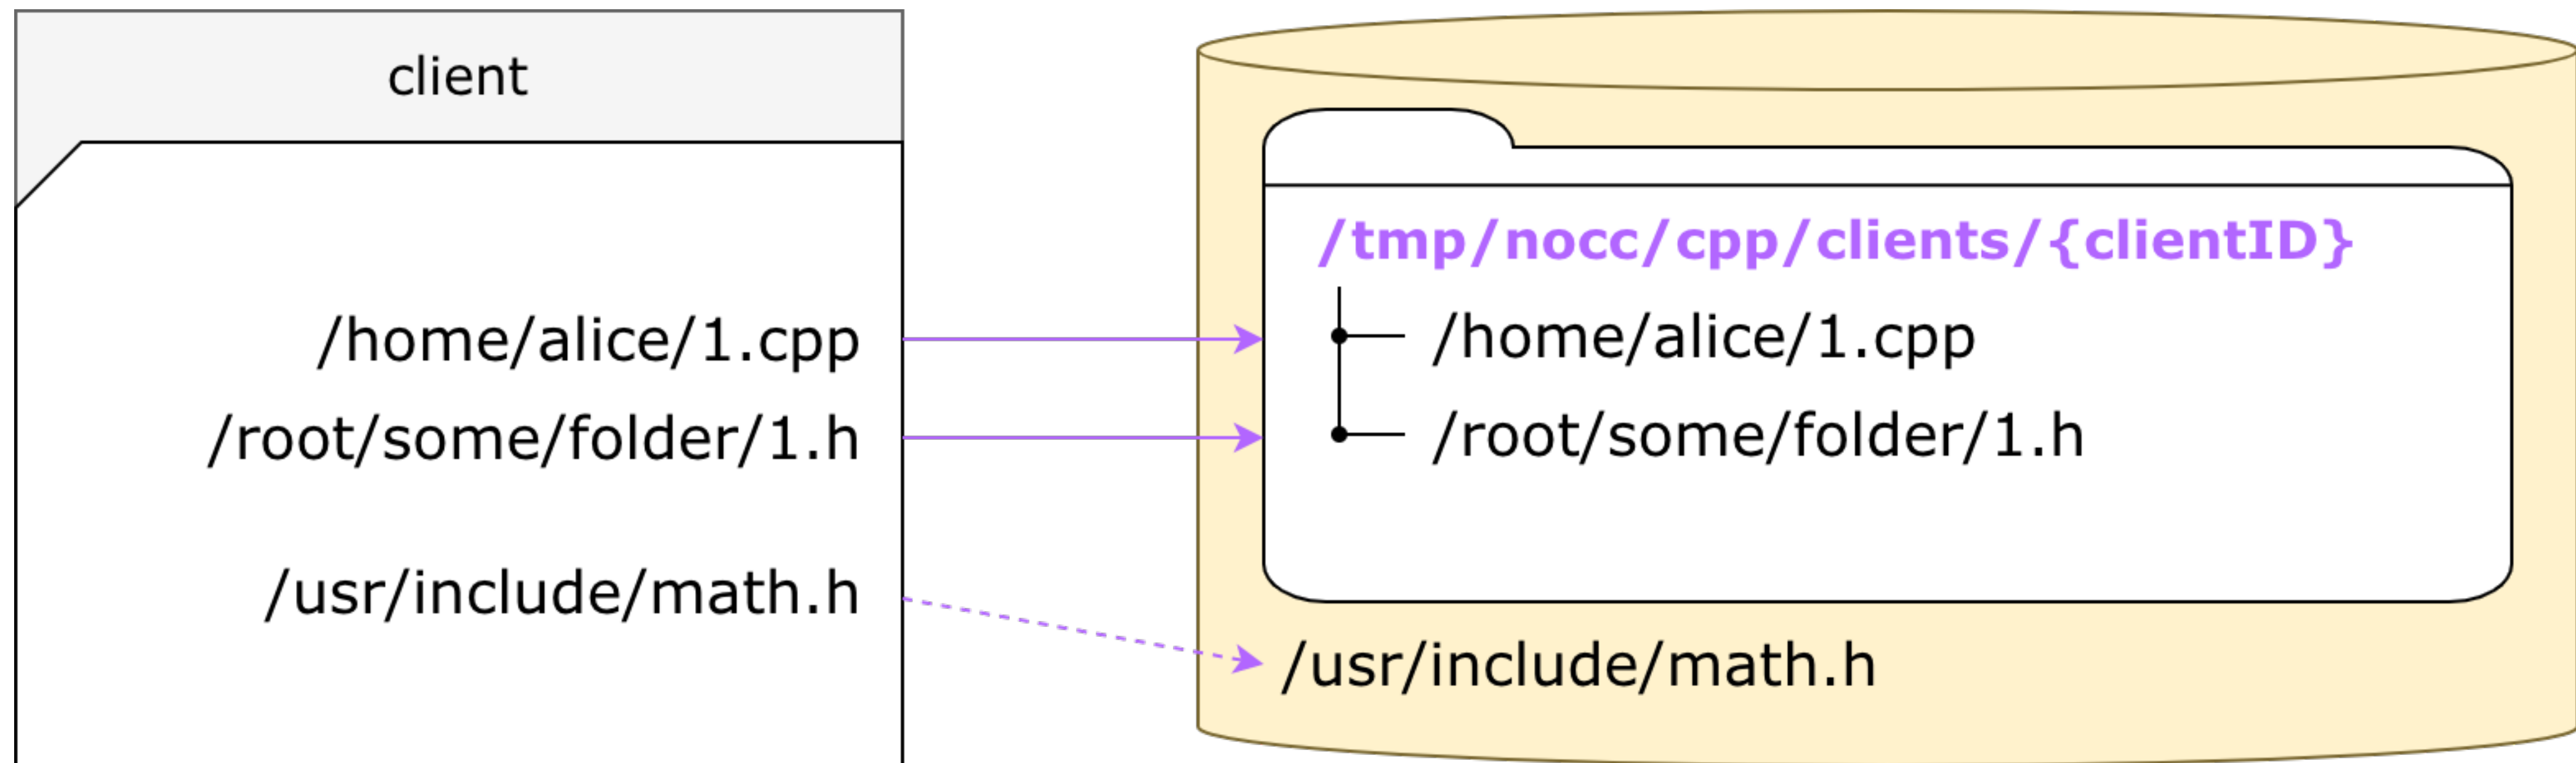 client
/home/alice/1.cpp
/root/some/folder/1.h
/usr/include/math.h
/tmp/nocc/cpp/clients/{clientID}
/home/alice/1.cpp
/root/some/folder/1.h
/usr/include/math.h